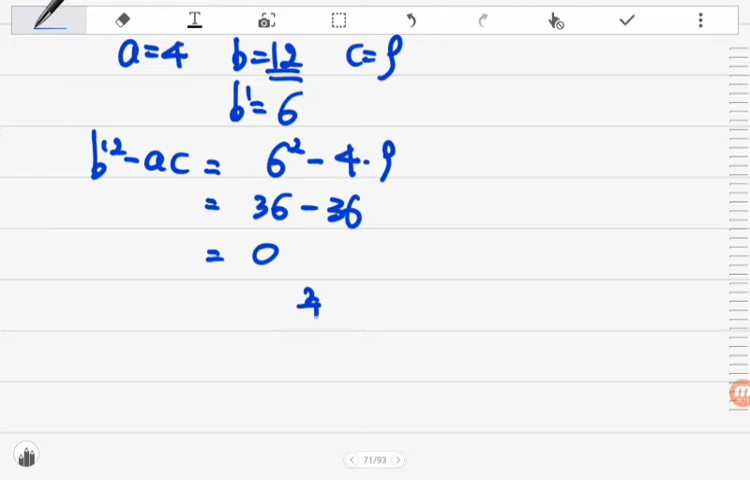 a=4 b=12 c=9
b'=6
b'²-ac = 6²-4·9
= 36-36
= 0
71/93